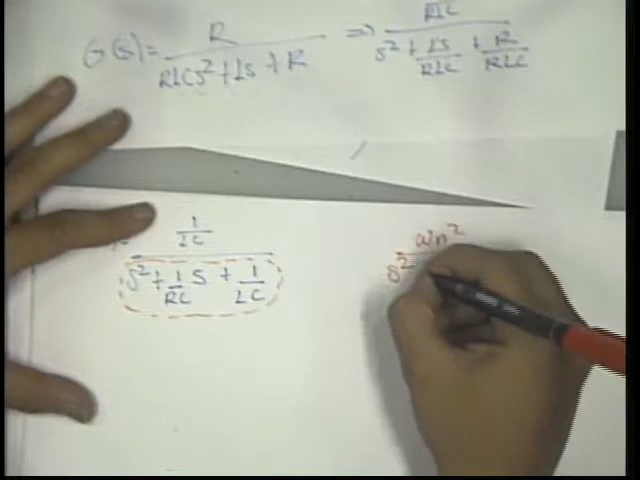 G(S) = R / RLCS² + LS + R ⇒ R/RLC / S² + LS/RLC + R/RLC
1/LC / S² + 1/RC S + 1/LC
ωn² / S²